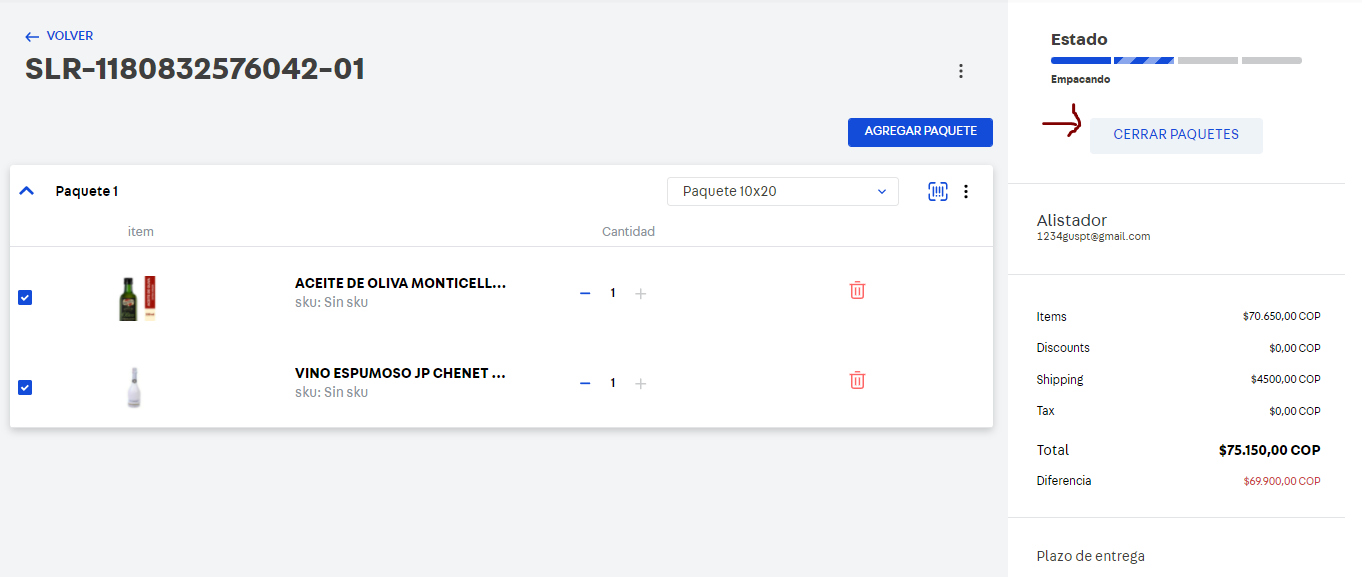 VOLVER
SLR-1180832576042-01
AGREGAR PAQUETE
Paquete 1
Paquete 10x20
item
Cantidad
ACEITE DE OLIVA MONTICELL...
sku: Sin sku
1
VINO ESPUMOSO JP CHENET ...
sku: Sin sku
1
Estado
Empacando
CERRAR PAQUETES
Alistador
1234guspt@gmail.com
Items $70.650,00 COP
Discounts $0,00 COP
Shipping $4500,00 COP
Tax $0,00 COP
Total $75.150,00 COP
Diferencia $69.900,00 COP
Plazo de entrega